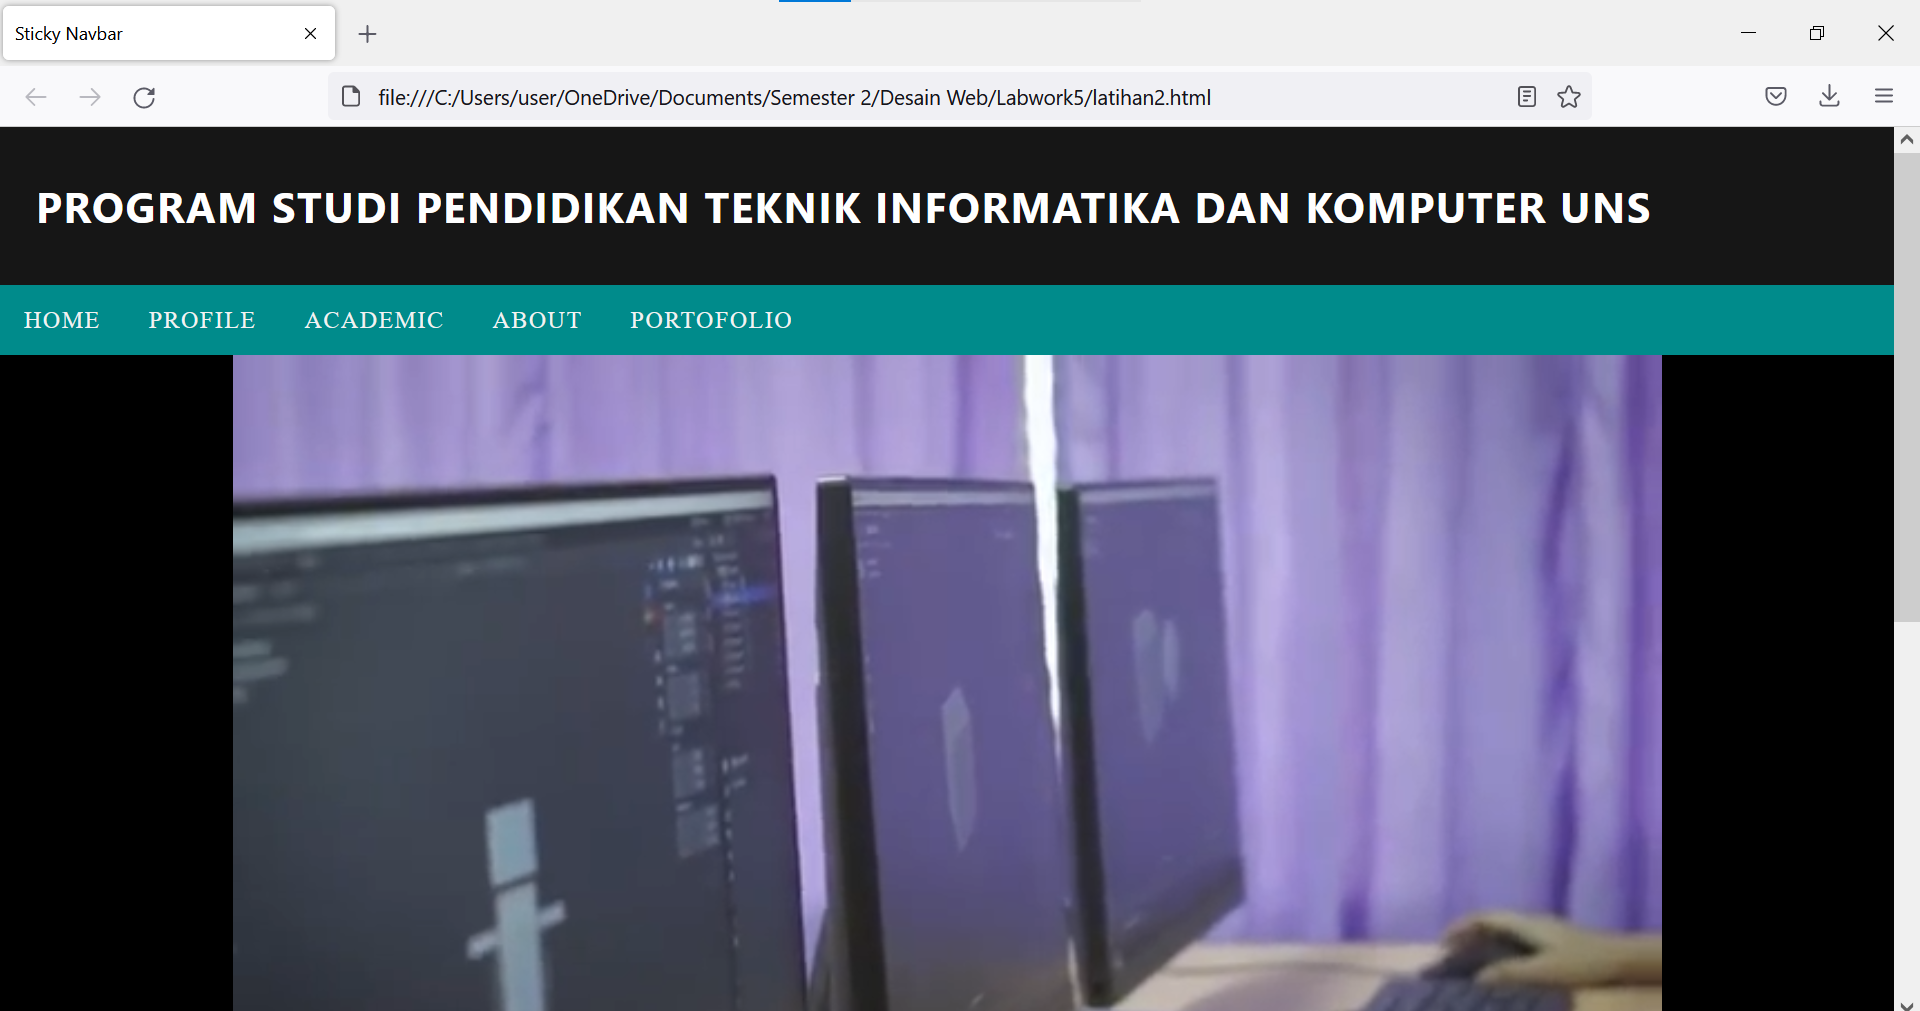 Sticky Navbar
file:///C:/Users/user/OneDrive/Documents/Semester 2/Desain Web/Labwork5/latihan2.html
PROGRAM STUDI PENDIDIKAN TEKNIK INFORMATIKA DAN KOMPUTER UNS
HOME PROFILE ACADEMIC ABOUT PORTOFOLIO